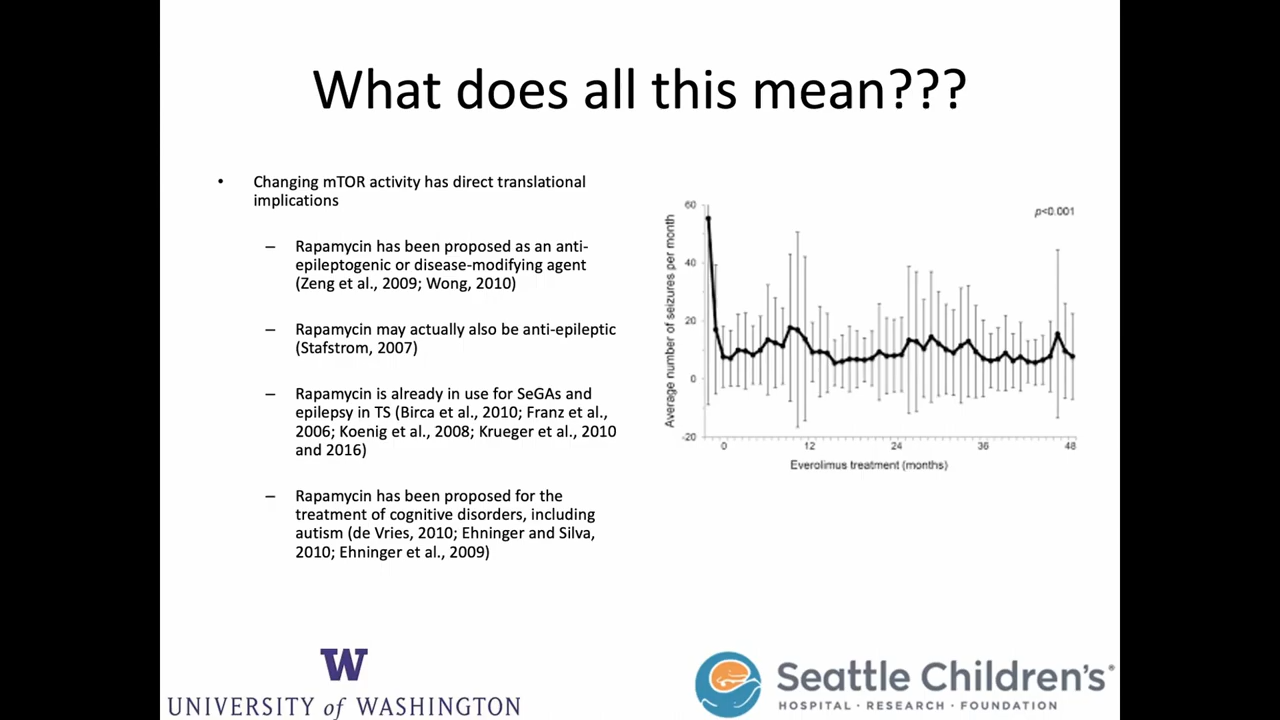 What does all this mean???
• Changing mTOR activity has direct translational
implications
– Rapamycin has been proposed as an anti-
epileptogenic or disease-modifying agent
(Zeng et al., 2009; Wong, 2010)
– Rapamycin may actually also be anti-epileptic
(Stafstrom, 2007)
– Rapamycin is already in use for SeGAs and
epilepsy in TS (Birca et al., 2010; Franz et al.,
2006; Koenig et al., 2008; Krueger et al., 2010
and 2016)
– Rapamycin has been proposed for the
treatment of cognitive disorders, including
autism (de Vries, 2010; Ehninger and Silva,
2010; Ehninger et al., 2009)
Average number of seizures per month
60
40
20
0
-20
p<0.001
0 12 24 36 48
Everolimus treatment (months)
W
UNIVERSITY of WASHINGTON
Seattle Children's®
HOSPITAL · RESEARCH · FOUNDATION